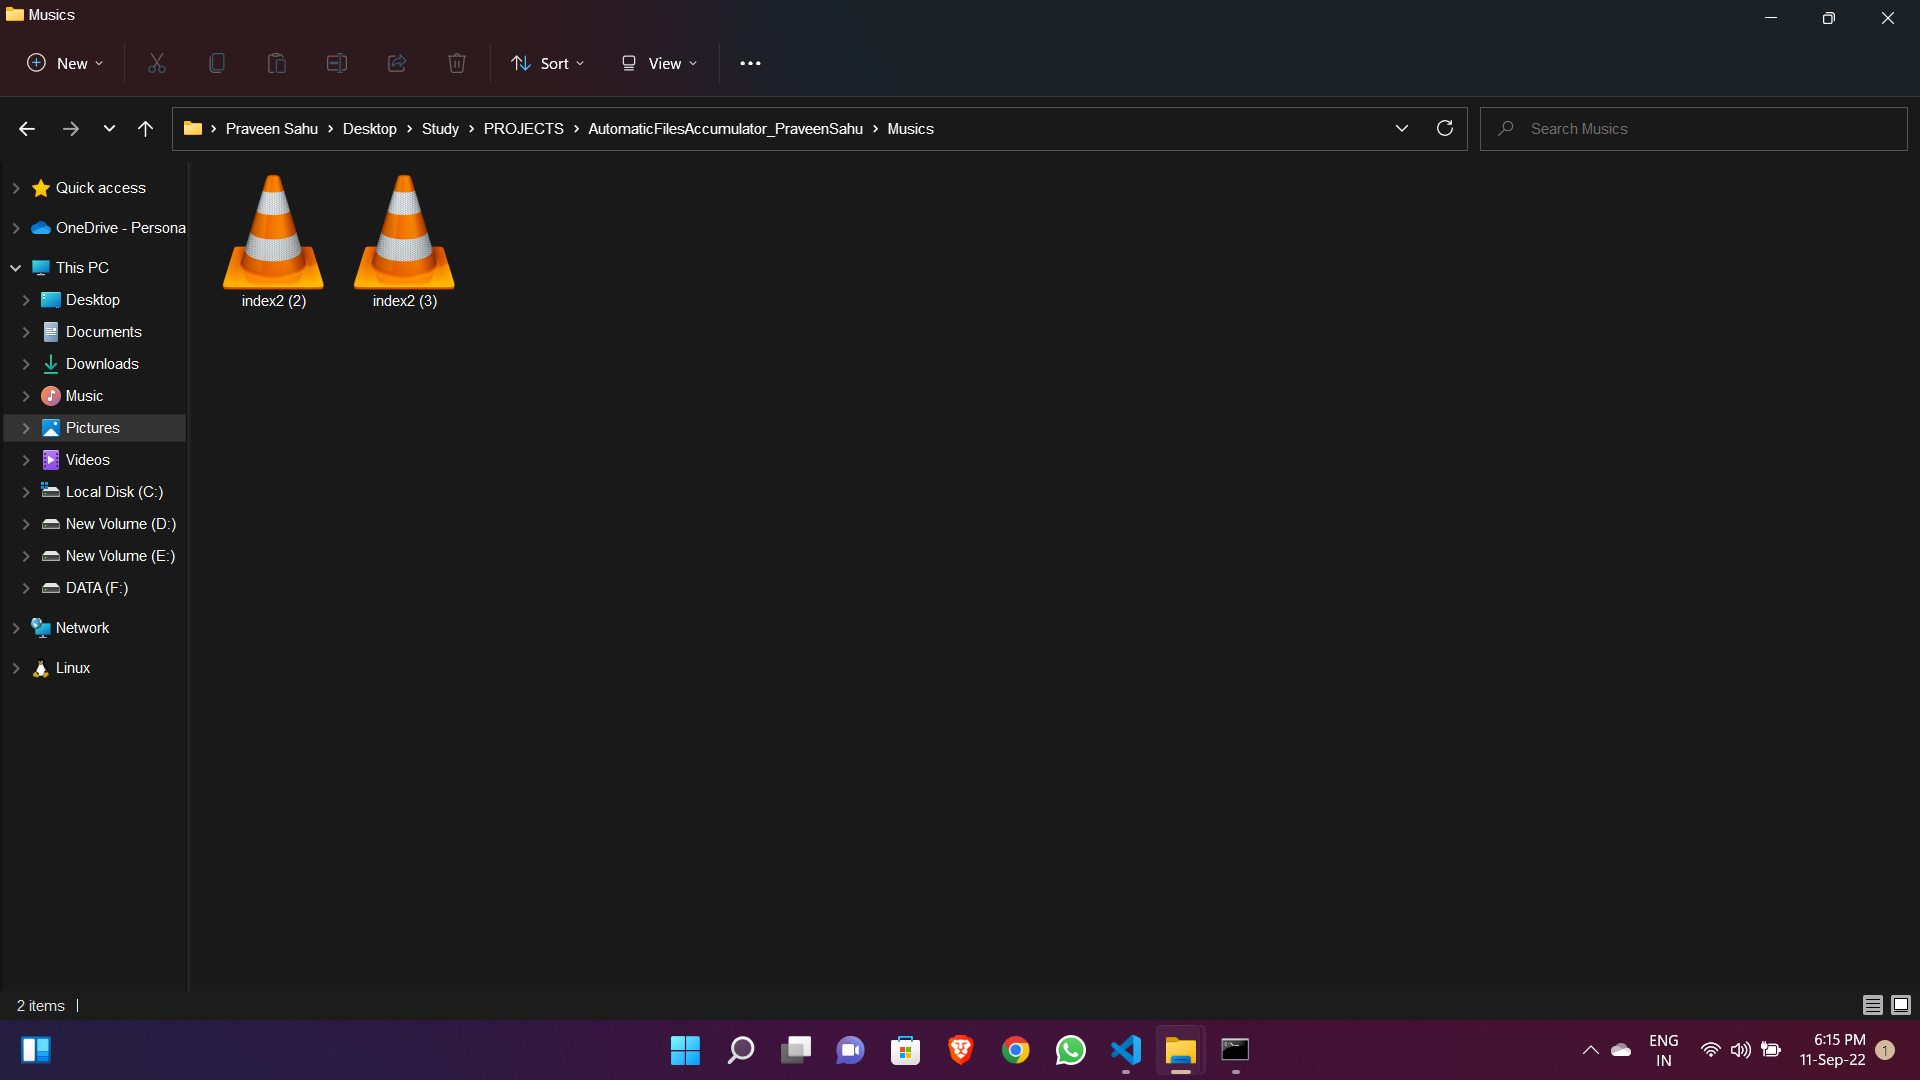 Musics
New
Sort
View
Praveen Sahu
Desktop
Study
PROJECTS
AutomaticFilesAccumulator_PraveenSahu
Musics
Search Musics
Quick access
OneDrive - Persona
This PC
Desktop
Documents
Downloads
Music
Pictures
Videos
Local Disk (C:)
New Volume (D:)
New Volume (E:)
DATA (F:)
Network
Linux
index2 (2)
index2 (3)
2 items
ENG
IN
6:15 PM
11-Sep-22
1